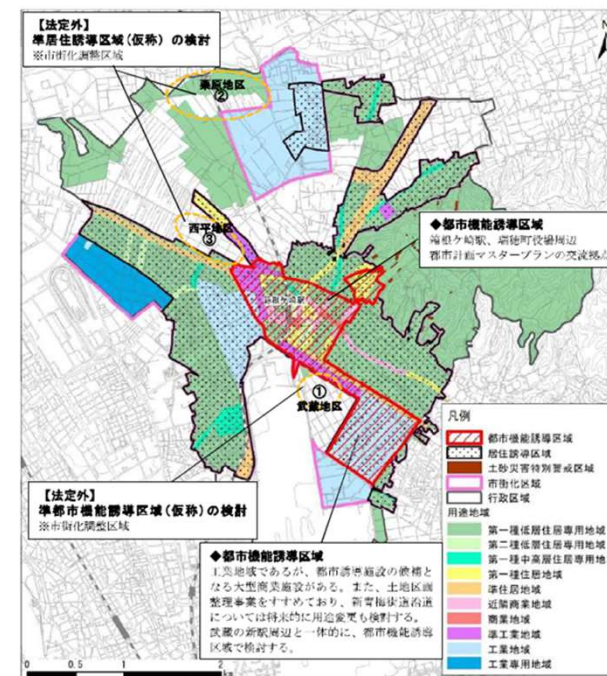 【法定外】
準居住誘導区域(仮称)の検討
※市街化調整区域
N
栗原地区
②
西平地区
③
◆都市機能誘導区域
箱根ケ崎駅、瑞穂町役場周辺
都市計画マスタープランの交流拠点
箱根ケ崎駅
①
武蔵地区
【法定外】
準都市機能誘導区域(仮称)の検討
※市街化調整区域
◆都市機能誘導区域
工業地域であるが、都市誘導施設の候補と
なる大型商業施設がある。また、土地区画
整理事業をすすめており、新青梅街道沿道
については将来的に用途変更も検討する。
武蔵の新駅周辺と一体的に、都市機能誘導
区域で検討する。
凡例
都市機能誘導区域
居住誘導区域
土砂災害特別警戒区域
市街化区域
行政区域
用途地域
第一種低層住居専用地域
第二種低層住居専用地域
第一種中高層住居専用地
第一種住居地域
準住居地域
近隣商業地域
商業地域
準工業地域
工業地域
工業専用地域
0 0.5 1 2